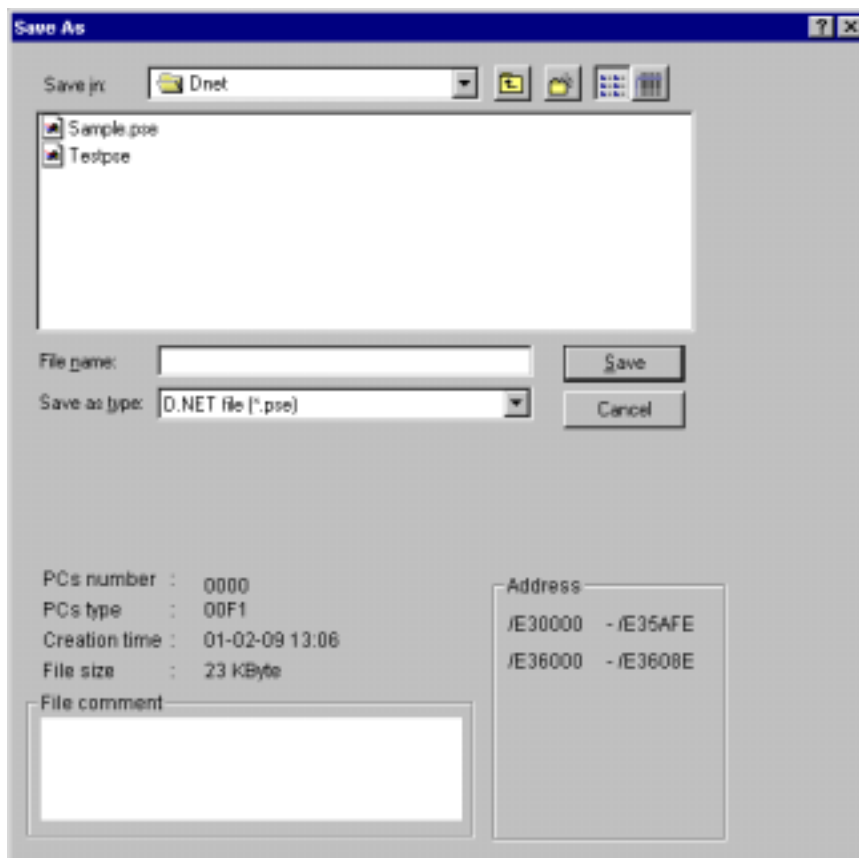 Save As
Save in: Dnet
Sample.pse
Testpse
File name: Save
Save as type: D.NET file (*.pse) Cancel
PCs number : 0000
PCs type : 00F1
Creation time : 01-02-09 13:06
File size : 23 KByte
File comment
Address
/E30000 - /E35AFE
/E36000 - /E3608E